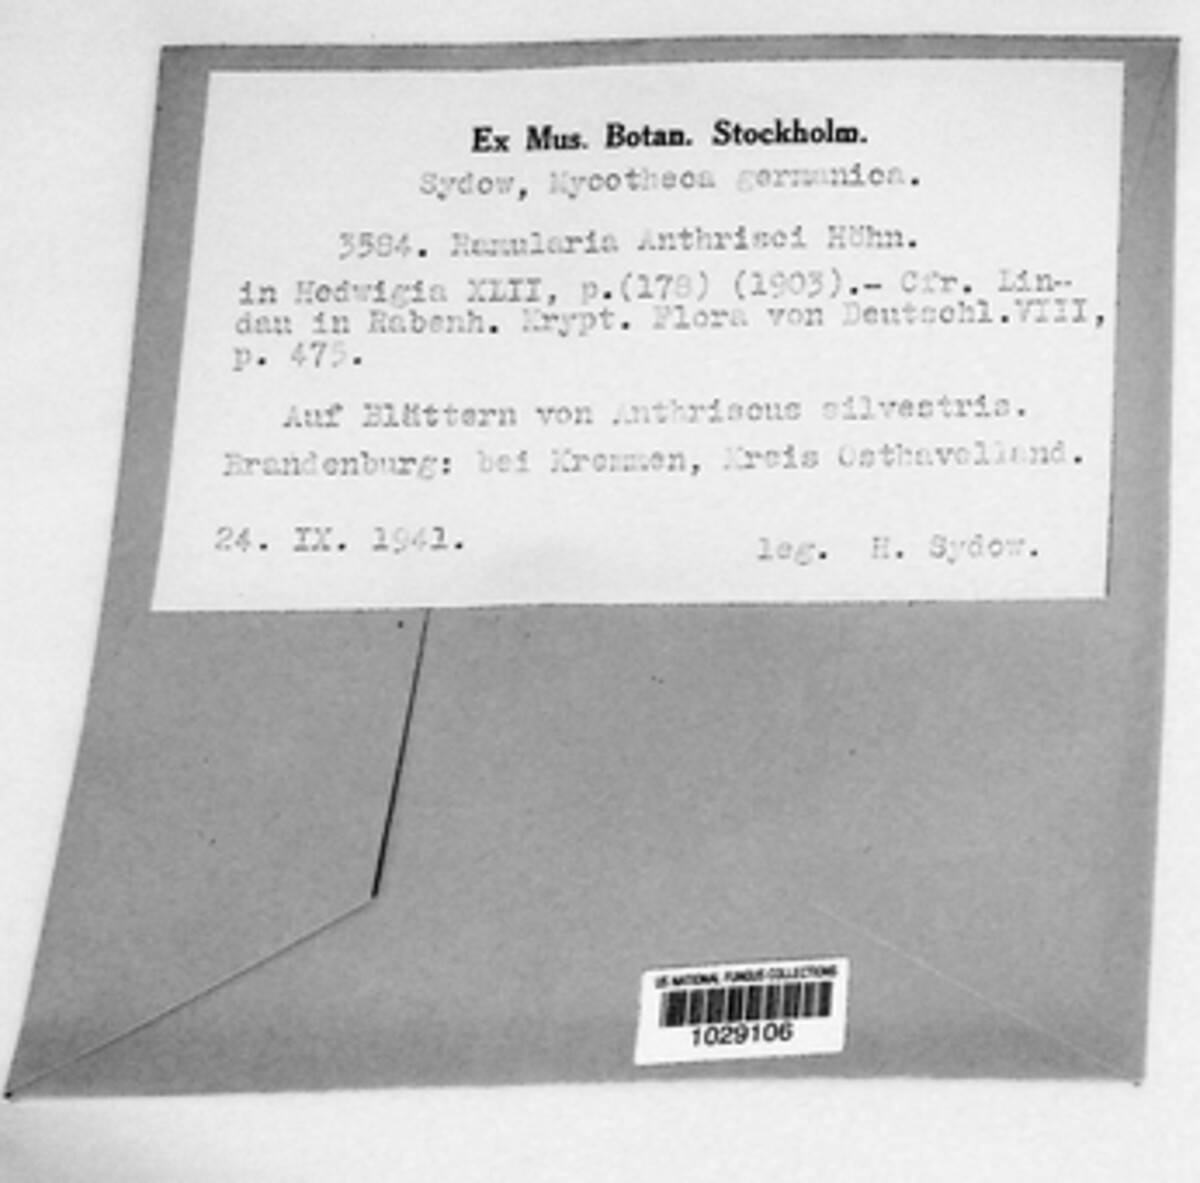 Ex Mus. Botan. Stockholm.
Sydow, Mycotheca germanica.
3584. Ramularia Anthrisci Höhn.
in Hedwigia XLII, p.(178) (1903).- Cfr. Lin-
dau in Rabenh. Krypt. Flora von Deutschl.VIII,
p. 475.
Auf Blättern von Anthriscus silvestris.
Brandenburg: bei Kremmen, Kreis Osthavelland.
24. IX. 1941.
leg. H. Sydow.
US NATIONAL FUNGUS COLLECTIONS
1029106